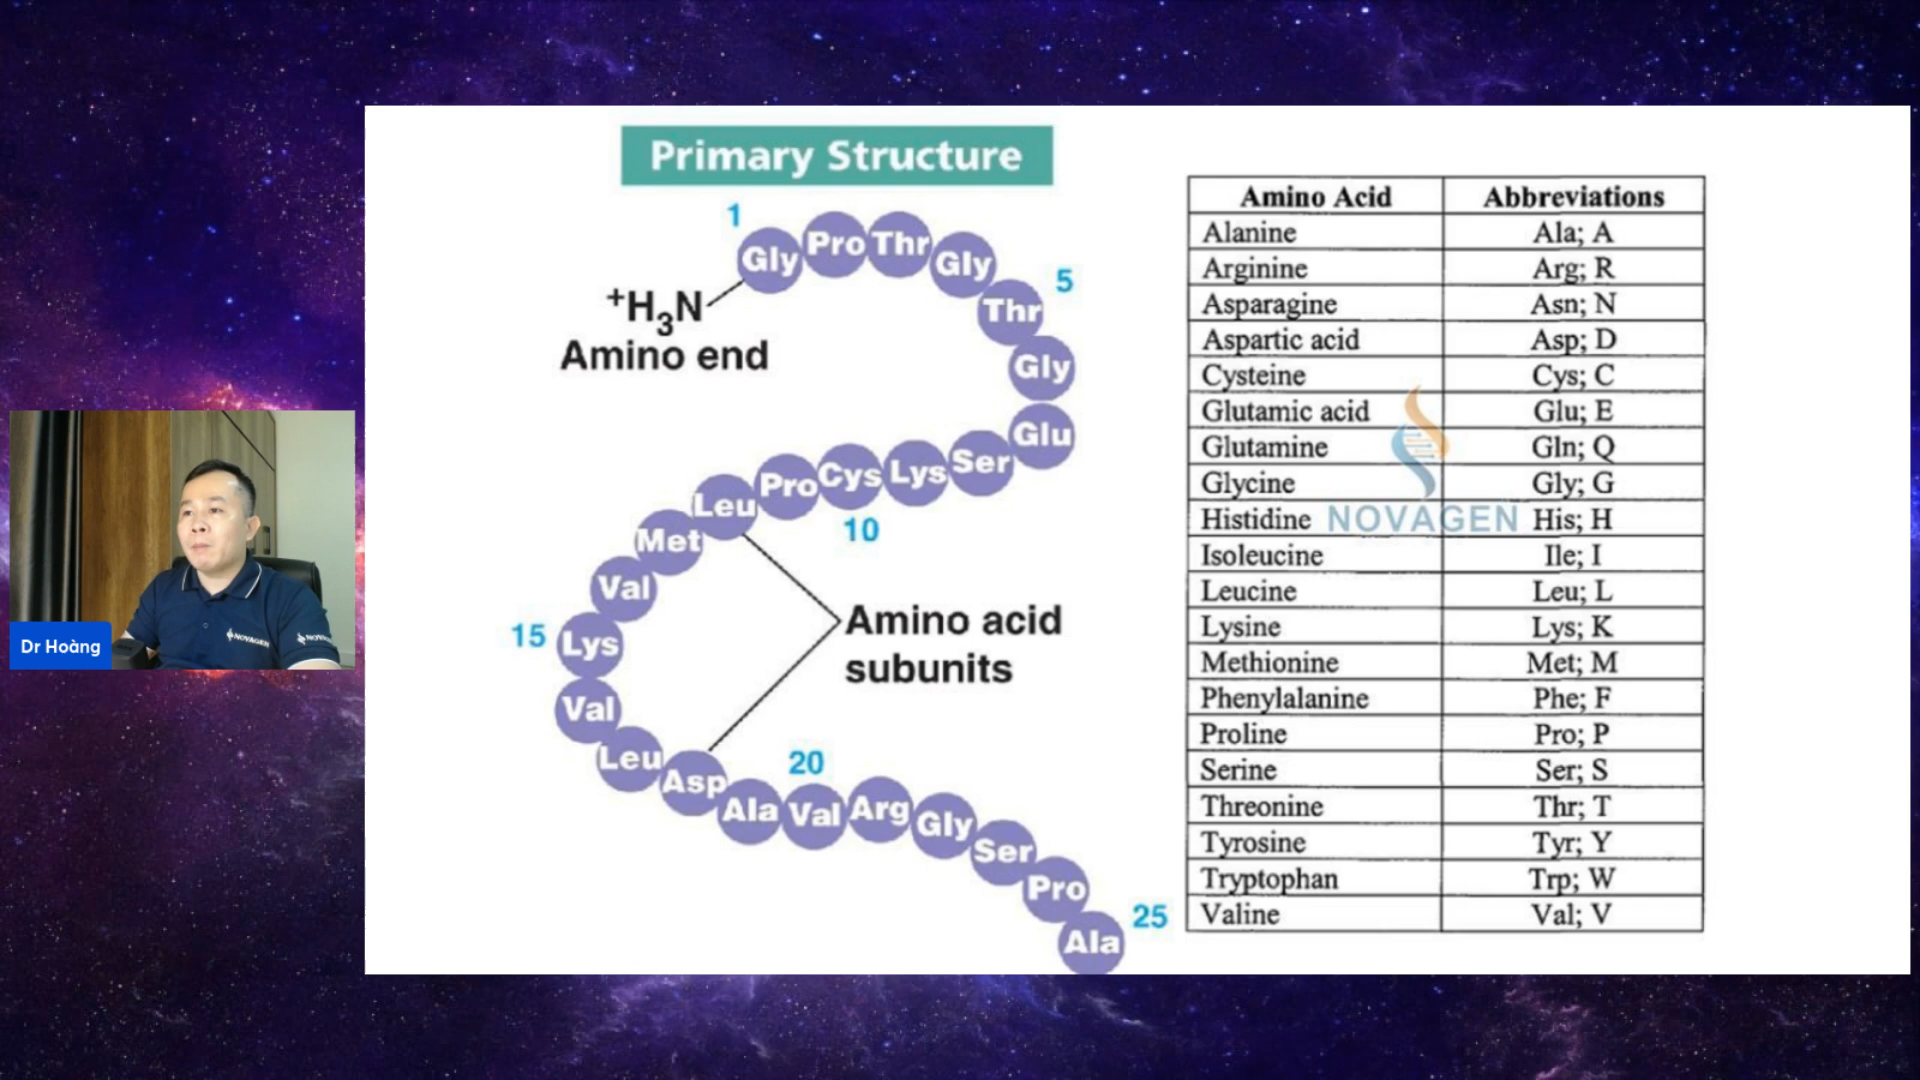 Primary Structure
1
Gly Pro Thr Gly
5
Thr
+H3N
Amino end
Gly
Glu
Leu Pro Cys Lys Ser
10
Met
Val
15 Lys
Amino acid
subunits
Val
Leu
Asp
20
Ala Val Arg Gly
Ser
Pro
25
Ala
Amino Acid Abbreviations
Alanine Ala; A
Arginine Arg; R
Asparagine Asn; N
Aspartic acid Asp; D
Cysteine Cys; C
Glutamic acid Glu; E
Glutamine Gln; Q
Glycine Gly; G
Histidine His; H
NOVAGEN
Isoleucine Ile; I
Leucine Leu; L
Lysine Lys; K
Methionine Met; M
Phenylalanine Phe; F
Proline Pro; P
Serine Ser; S
Threonine Thr; T
Tyrosine Tyr; Y
Tryptophan Trp; W
Valine Val; V
NOVAGEN
Dr Hoàng